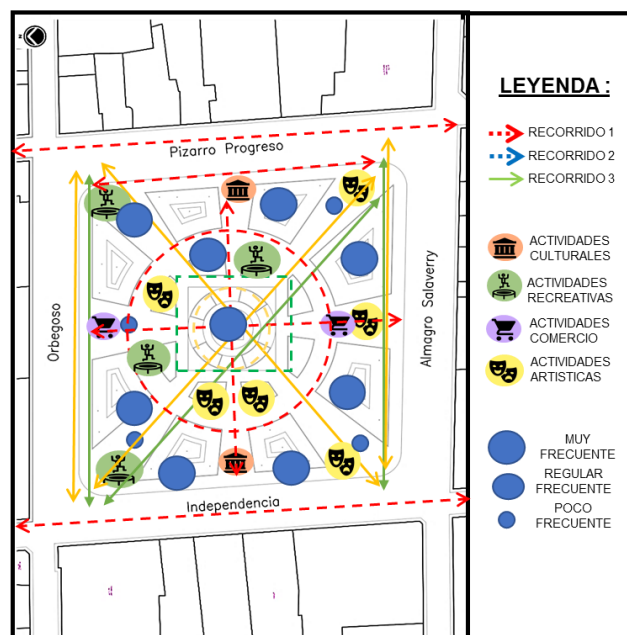 Pizarro Progreso
Orbegoso
Almagro Salaverry
Independencia
LEYENDA :
RECORRIDO 1
RECORRIDO 2
RECORRIDO 3
ACTIVIDADES
CULTURALES
ACTIVIDADES
RECREATIVAS
ACTIVIDADES
COMERCIO
ACTIVIDADES
ARTISTICAS
MUY
FRECUENTE
REGULAR
FRECUENTE
POCO
FRECUENTE